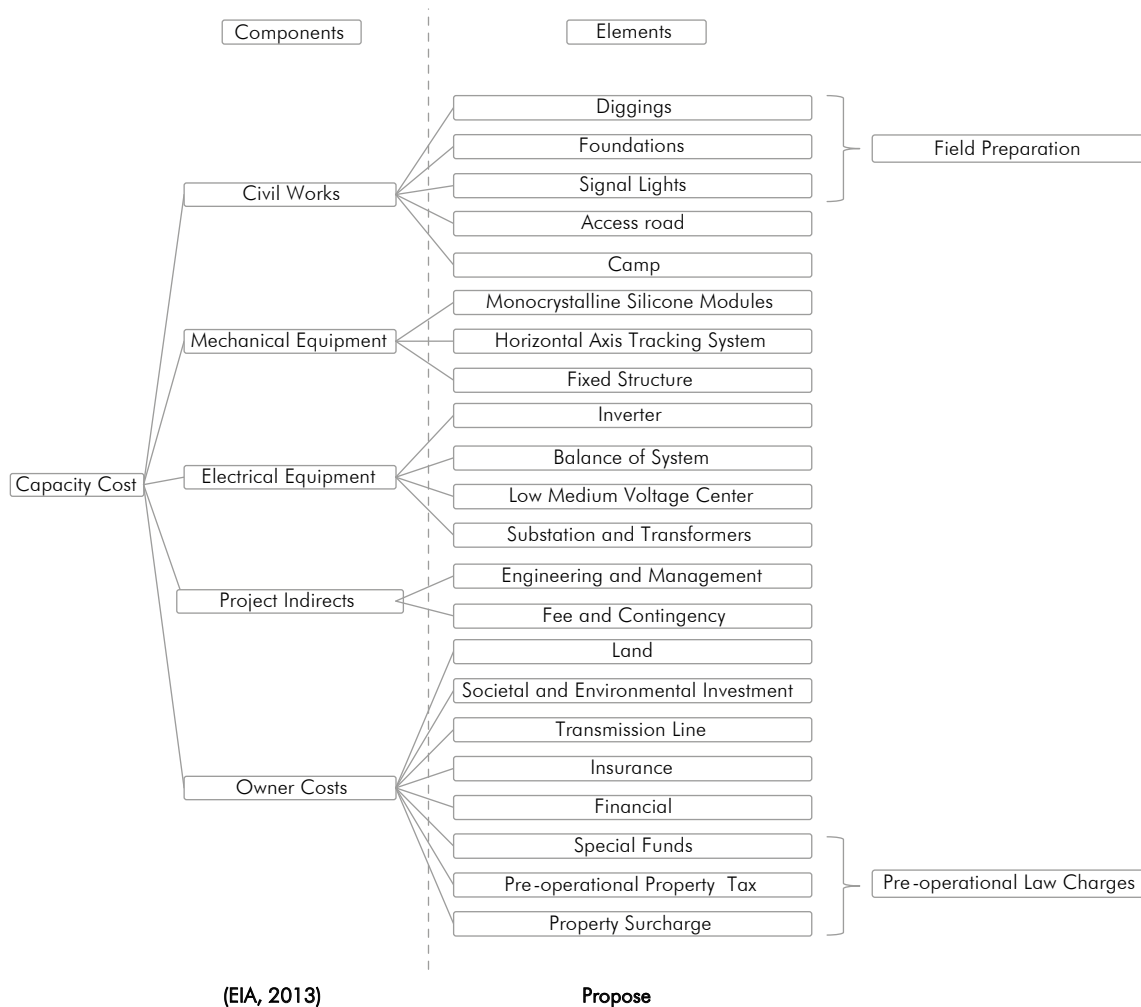 Components
Elements
Diggings
Foundations
Field Preparation
Signal Lights
Civil Works
Access road
Camp
Monocrystalline Silicone Modules
Mechanical Equipment
Horizontal Axis Tracking System
Fixed Structure
Inverter
Balance of System
Electrical Equipment
Capacity Cost
Low Medium Voltage Center
Substation and Transformers
Engineering and Management
Project Indirects
Fee and Contingency
Land
Societal and Environmental Investment
Transmission Line
Insurance
Owner Costs
Financial
Special Funds
Pre-operational Property Tax
Pre-operational Law Charges
Property Surcharge
(EIA, 2013)
Propose